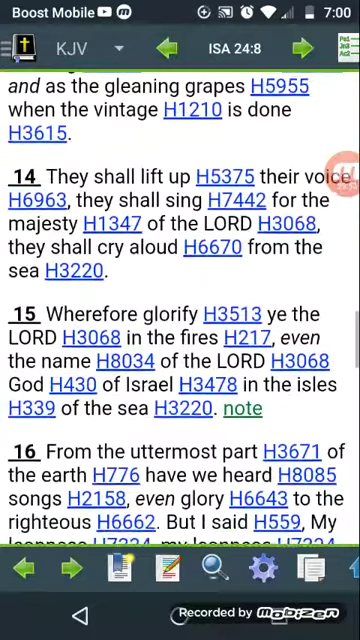 Boost Mobile 7:00
KJV ISA 24:8
and as the gleaning grapes H5955
when the vintage H1210 is done
H3615.
14 They shall lift up H5375 their voice
H6963, they shall sing H7442 for the
majesty H1347 of the LORD H3068,
they shall cry aloud H6670 from the
sea H3220.
15 Wherefore glorify H3513 ye the
LORD H3068 in the fires H217, even
the name H8034 of the LORD H3068
God H430 of Israel H3478 in the isles
H339 of the sea H3220. note
16 From the uttermost part H3671 of
the earth H776 have we heard H8085
songs H2158, even glory H6643 to the
righteous H6662. But I said H559, My
leanness H7334, my leanness H7334
Recorded by mobizen